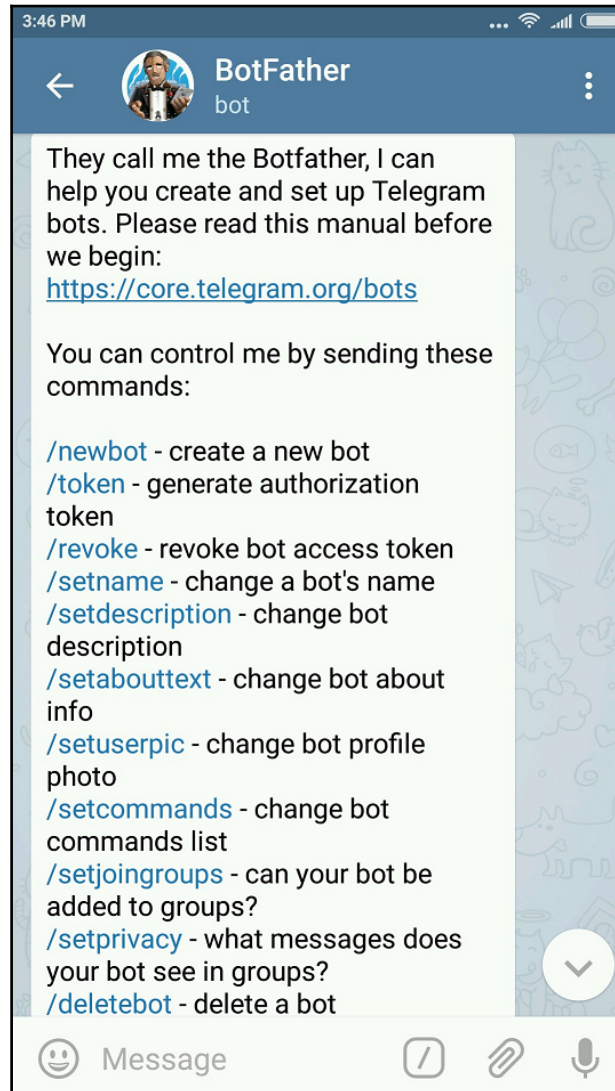 3:46 PM
BotFather
bot
They call me the Botfather, I can
help you create and set up Telegram
bots. Please read this manual before
we begin:
https://core.telegram.org/bots
You can control me by sending these
commands:
/newbot - create a new bot
/token - generate authorization
token
/revoke - revoke bot access token
/setname - change a bot's name
/setdescription - change bot
description
/setabouttext - change bot about
info
/setuserpic - change bot profile
photo
/setcommands - change bot
commands list
/setjoingroups - can your bot be
added to groups?
/setprivacy - what messages does
your bot see in groups?
/deletebot - delete a bot
Message